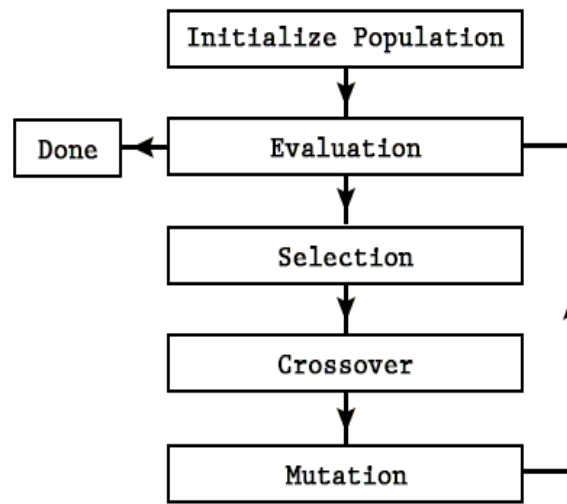 Initialize Population
Done
Evaluation
Selection
Crossover
Mutation